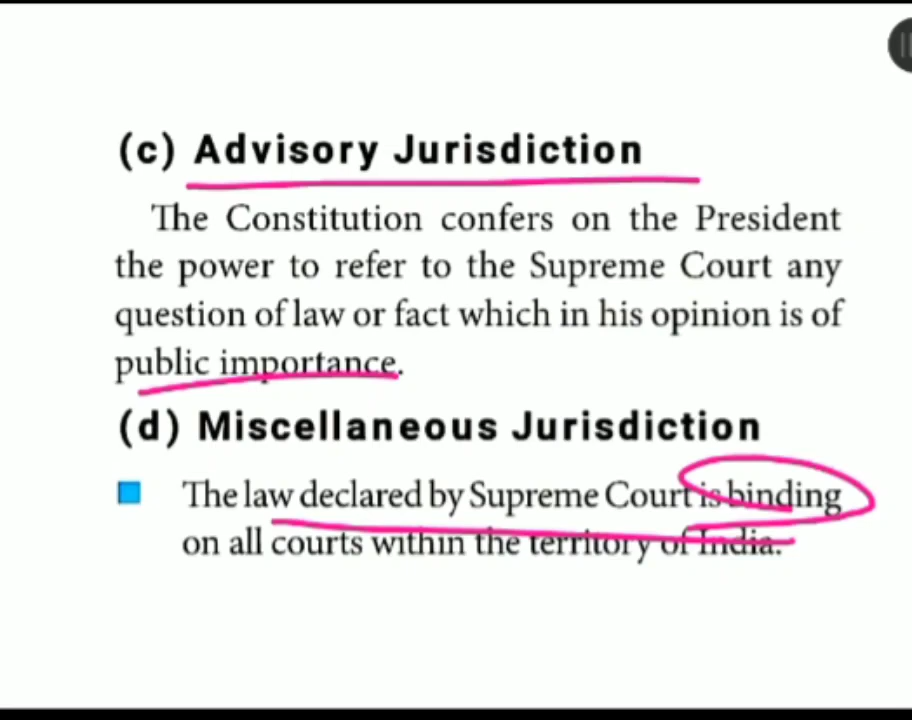 (c) Advisory Jurisdiction
The Constitution confers on the President
the power to refer to the Supreme Court any
question of law or fact which in his opinion is of
public importance.
(d) Miscellaneous Jurisdiction
The law declared by Supreme Court is binding
on all courts within the territory of India.